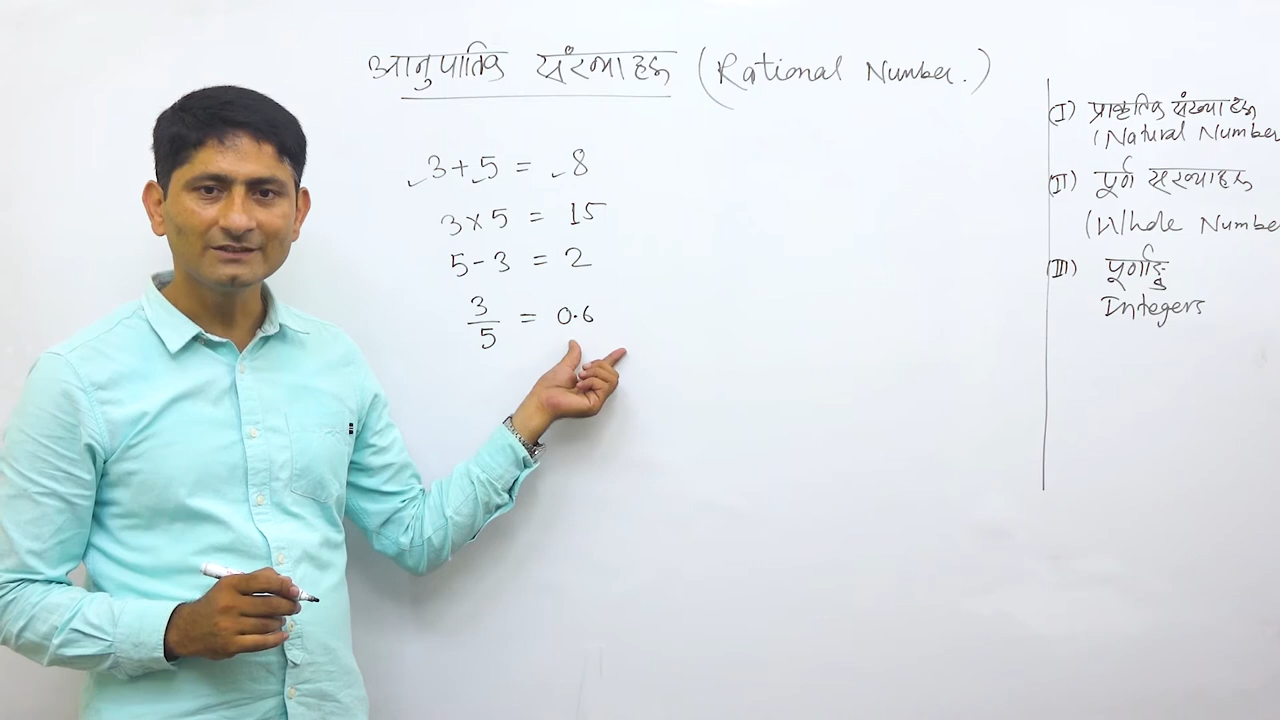 आनुपातिक संख्याहरू (Rational Number.)
3+5 = 8
3×5 = 15
5-3 = 2
3/5 = 0.6
(I) प्राकृतिक संख्याहरू
(Natural Number
(II) पूर्ण संख्याहरू
(Whole Number
(III) पूर्णाङ्क
Integers